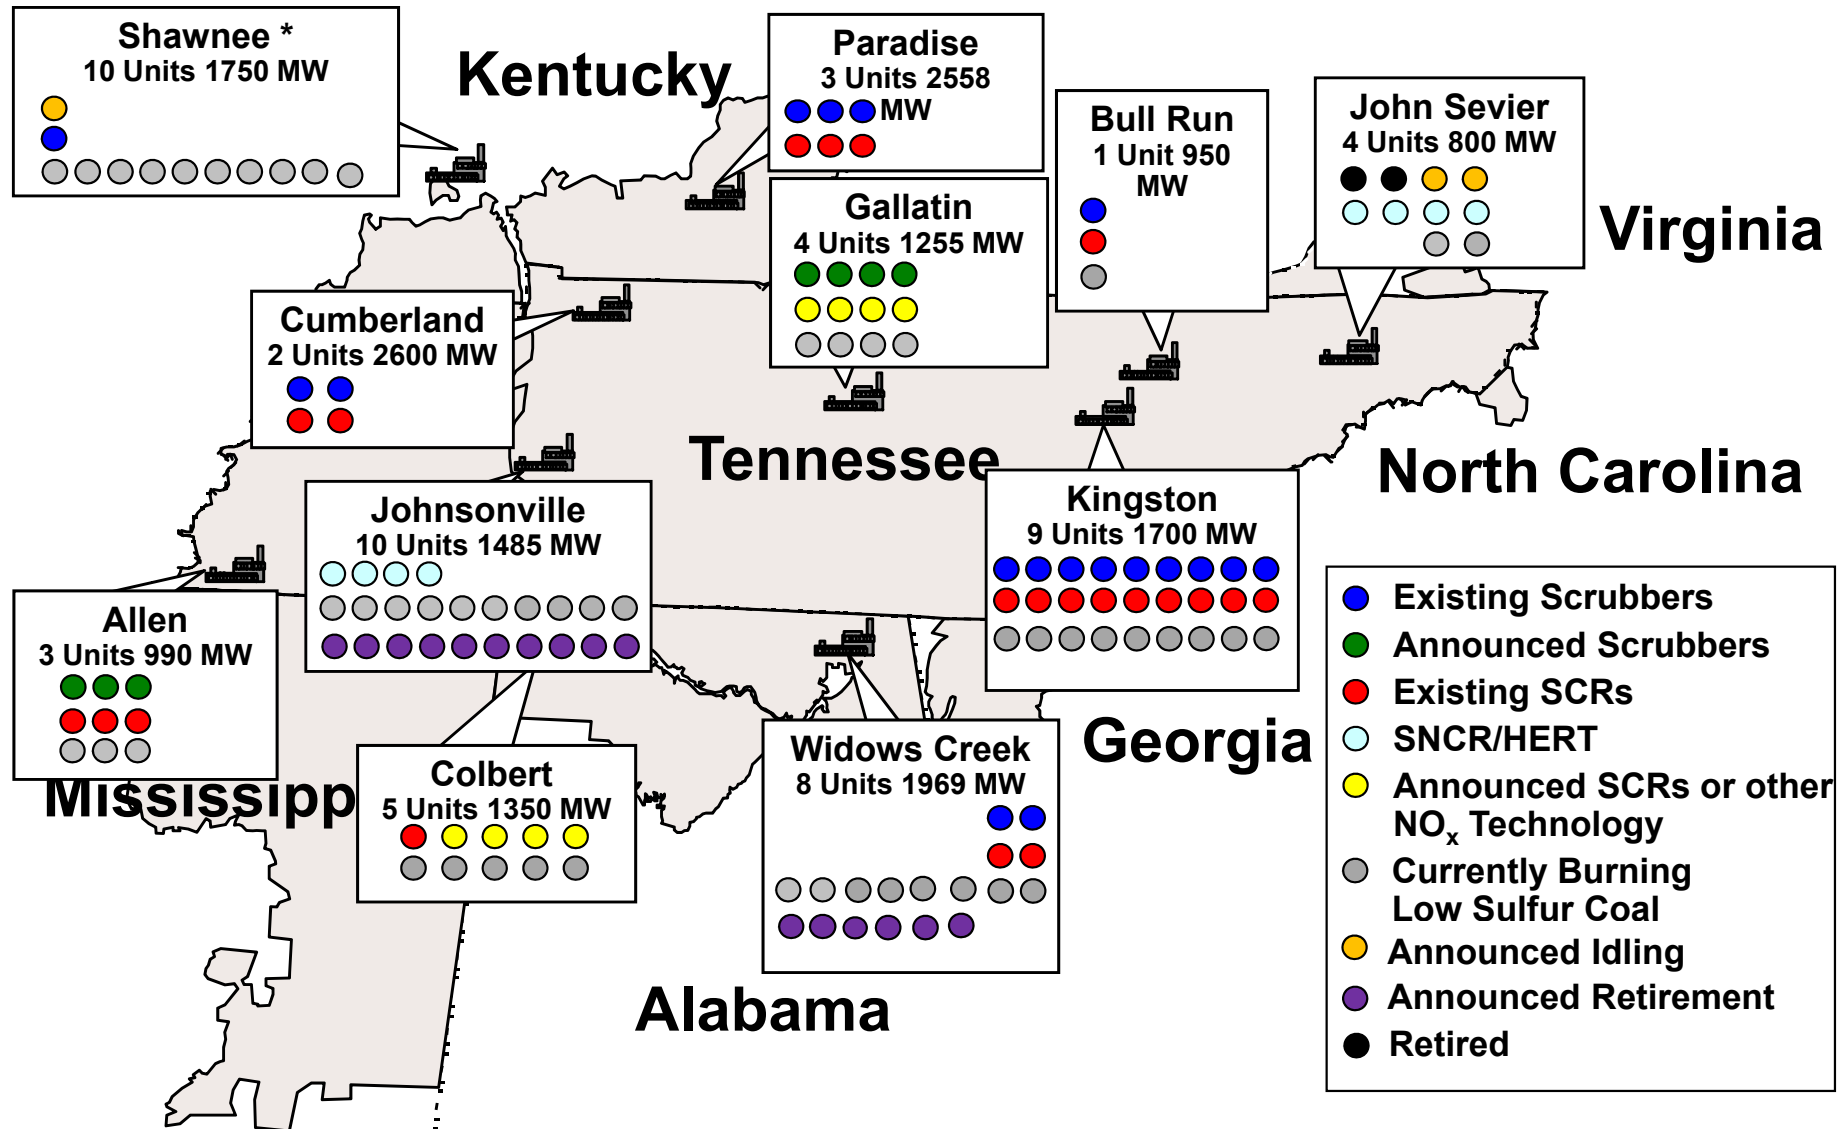 Shawnee *
10 Units 1750 MW
Kentucky
Paradise
3 Units 2558
MW
Bull Run
1 Unit 950
MW
John Sevier
4 Units 800 MW
Virginia
Gallatin
4 Units 1255 MW
Cumberland
2 Units 2600 MW
Tennessee
North Carolina
Johnsonville
10 Units 1485 MW
Kingston
9 Units 1700 MW
Allen
3 Units 990 MW
Mississipp
Colbert
5 Units 1350 MW
Widows Creek
8 Units 1969 MW
Georgia
Alabama
Existing Scrubbers
Announced Scrubbers
Existing SCRs
SNCR/HERT
Announced SCRs or other
NOx Technology
Currently Burning
Low Sulfur Coal
Announced Idling
Announced Retirement
Retired